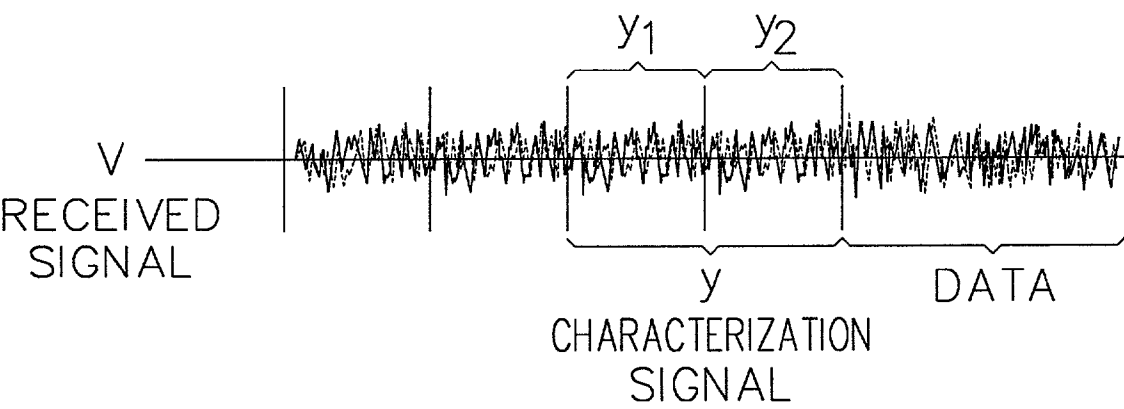 y1 y2
V
RECEIVED
SIGNAL
y
DATA
CHARACTERIZATION
SIGNAL